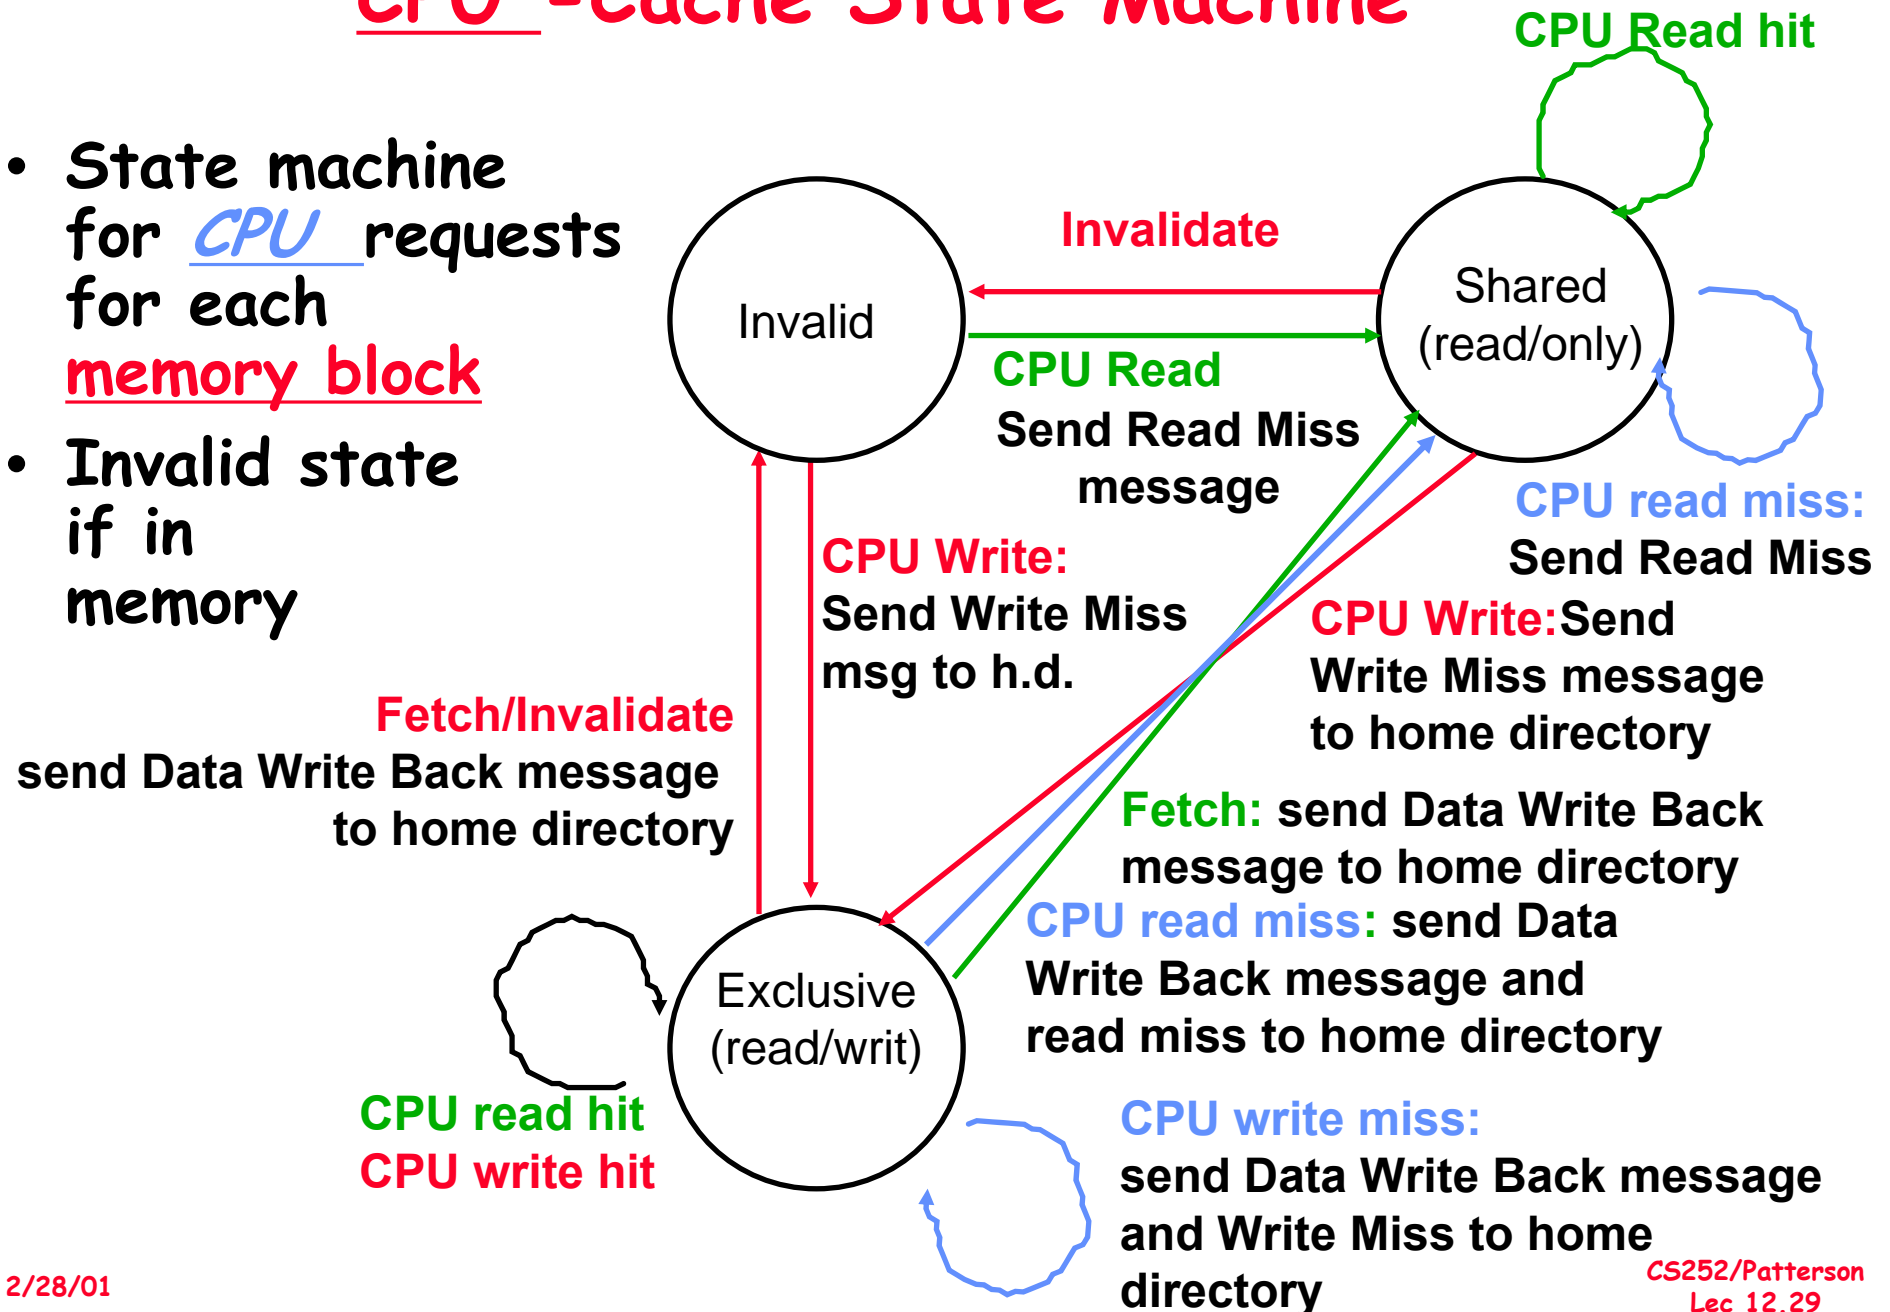 CPU -Cache State Machine
CPU Read hit
• State machine
for CPU requests
for each
memory block
• Invalid state
if in
memory
Invalid
Invalidate
Shared
(read/only)
CPU Read
Send Read Miss
message
CPU read miss:
Send Read Miss
CPU Write:
Send Write Miss
msg to h.d.
CPU Write:Send
Write Miss message
to home directory
Fetch/Invalidate
send Data Write Back message
to home directory
Fetch: send Data Write Back
message to home directory
CPU read miss: send Data
Write Back message and
read miss to home directory
Exclusive
(read/writ)
CPU read hit
CPU write hit
CPU write miss:
send Data Write Back message
and Write Miss to home
directory
2/28/01
CS252/Patterson
Lec 12.29